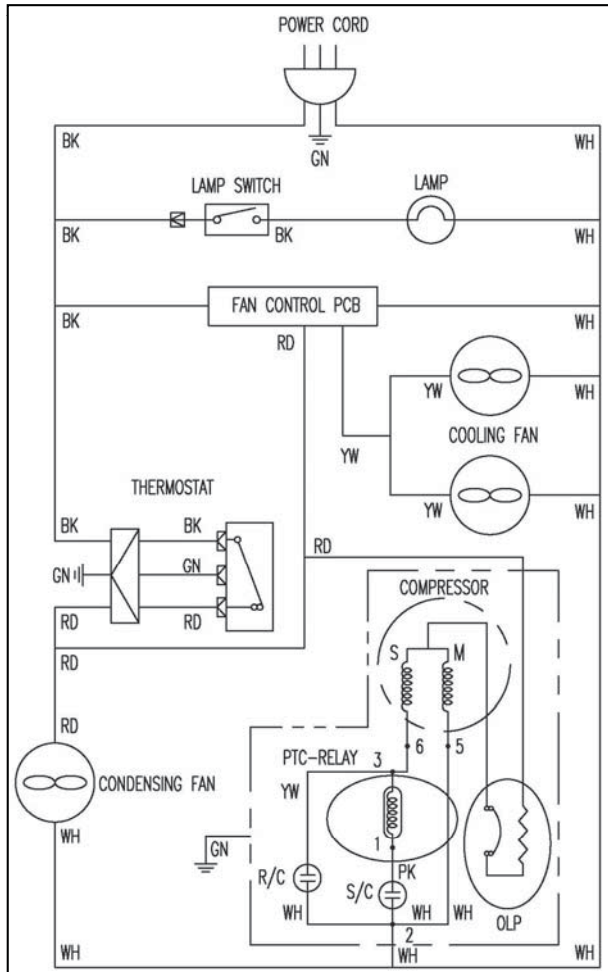 POWER CORD
BK
WH
GN
LAMP SWITCH
LAMP
BK
BK
WH
FAN CONTROL PCB
BK
WH
RD
YW
WH
COOLING FAN
YW
THERMOSTAT
YW
WH
BK
BK
RD
GN
GN
COMPRESSOR
RD
RD
RD
S
M
RD
6
5
PTC-RELAY
3
CONDENSING FAN
YW
1
WH
GN
PK
R/C
S/C
WH
WH
WH
OLP
2
WH
WH
WH